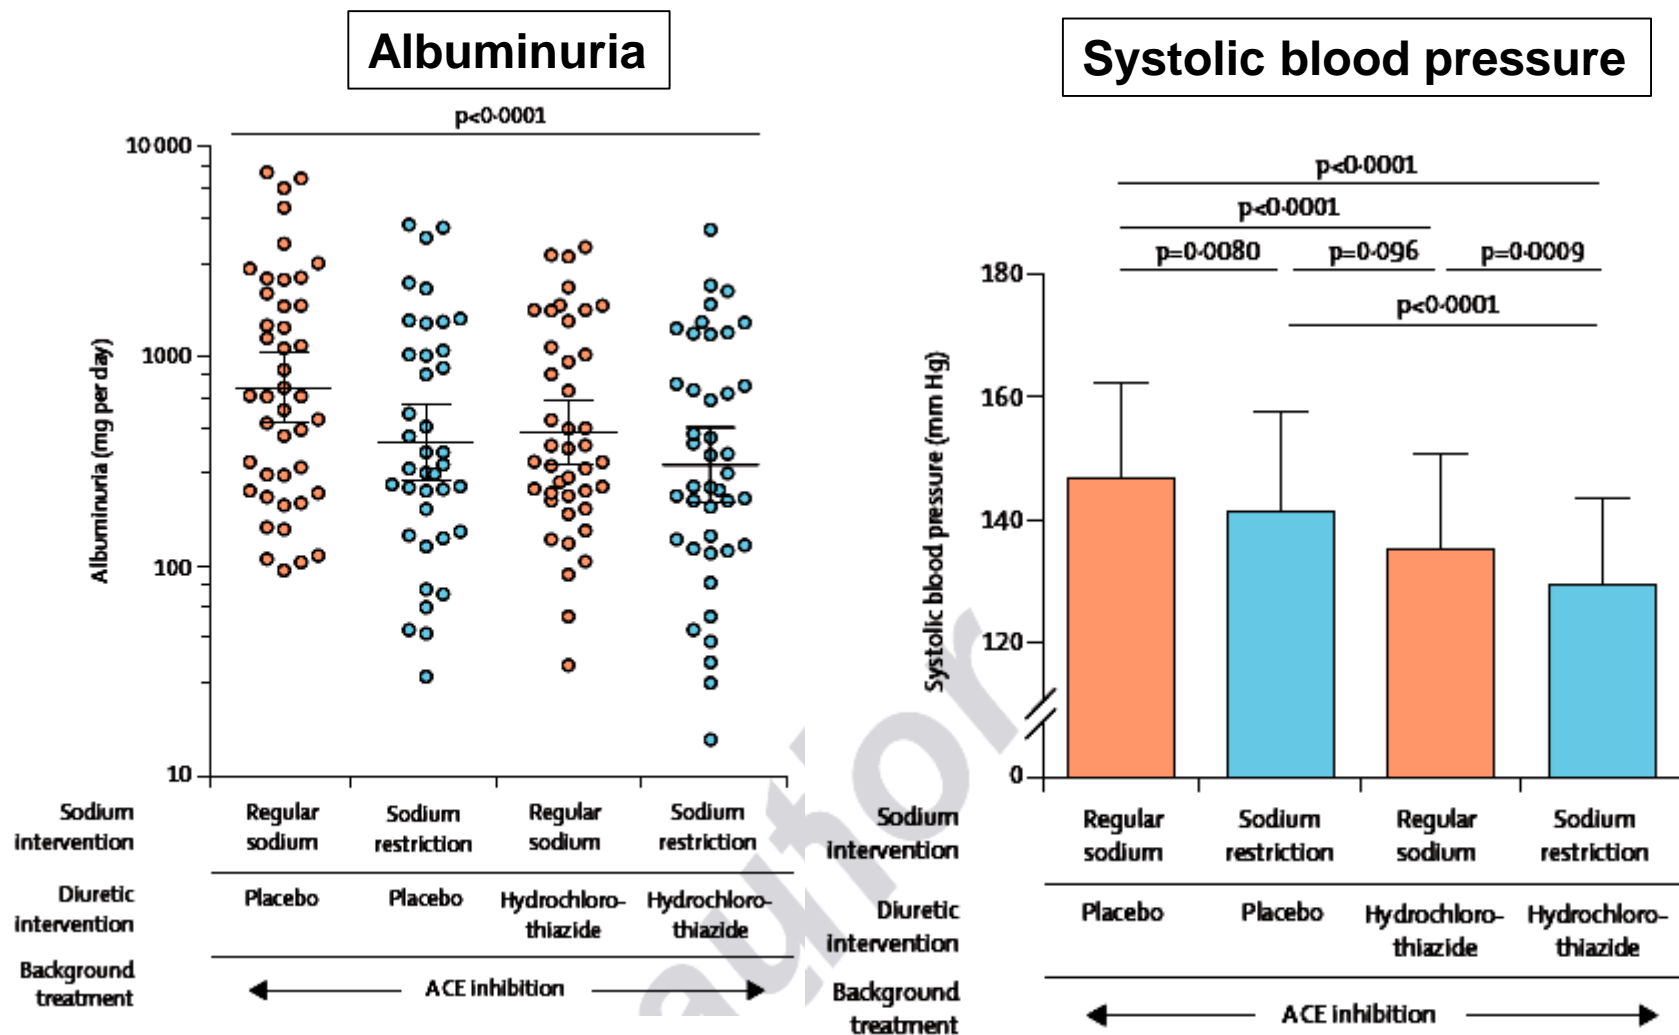 Albuminuria
p<0·0001
10 000
1000
100
10
Albuminuria (mg per day)
Sodium
intervention
Regular
sodium
Sodium
restriction
Regular
sodium
Sodium
restriction
Diuretic
intervention
Placebo
Placebo
Hydrochloro-
thiazide
Hydrochloro-
thiazide
Background
treatment
ACE inhibition
Systolic blood pressure
p<0·0001
p<0·0001
p=0·0080
p=0·096
p=0·0009
p<0·0001
180
160
140
120
0
Systolic blood pressure (mm Hg)
Sodium
intervention
Regular
sodium
Sodium
restriction
Regular
sodium
Sodium
restriction
Diuretic
intervention
Placebo
Placebo
Hydrochloro-
thiazide
Hydrochloro-
thiazide
Background
treatment
ACE inhibition
author